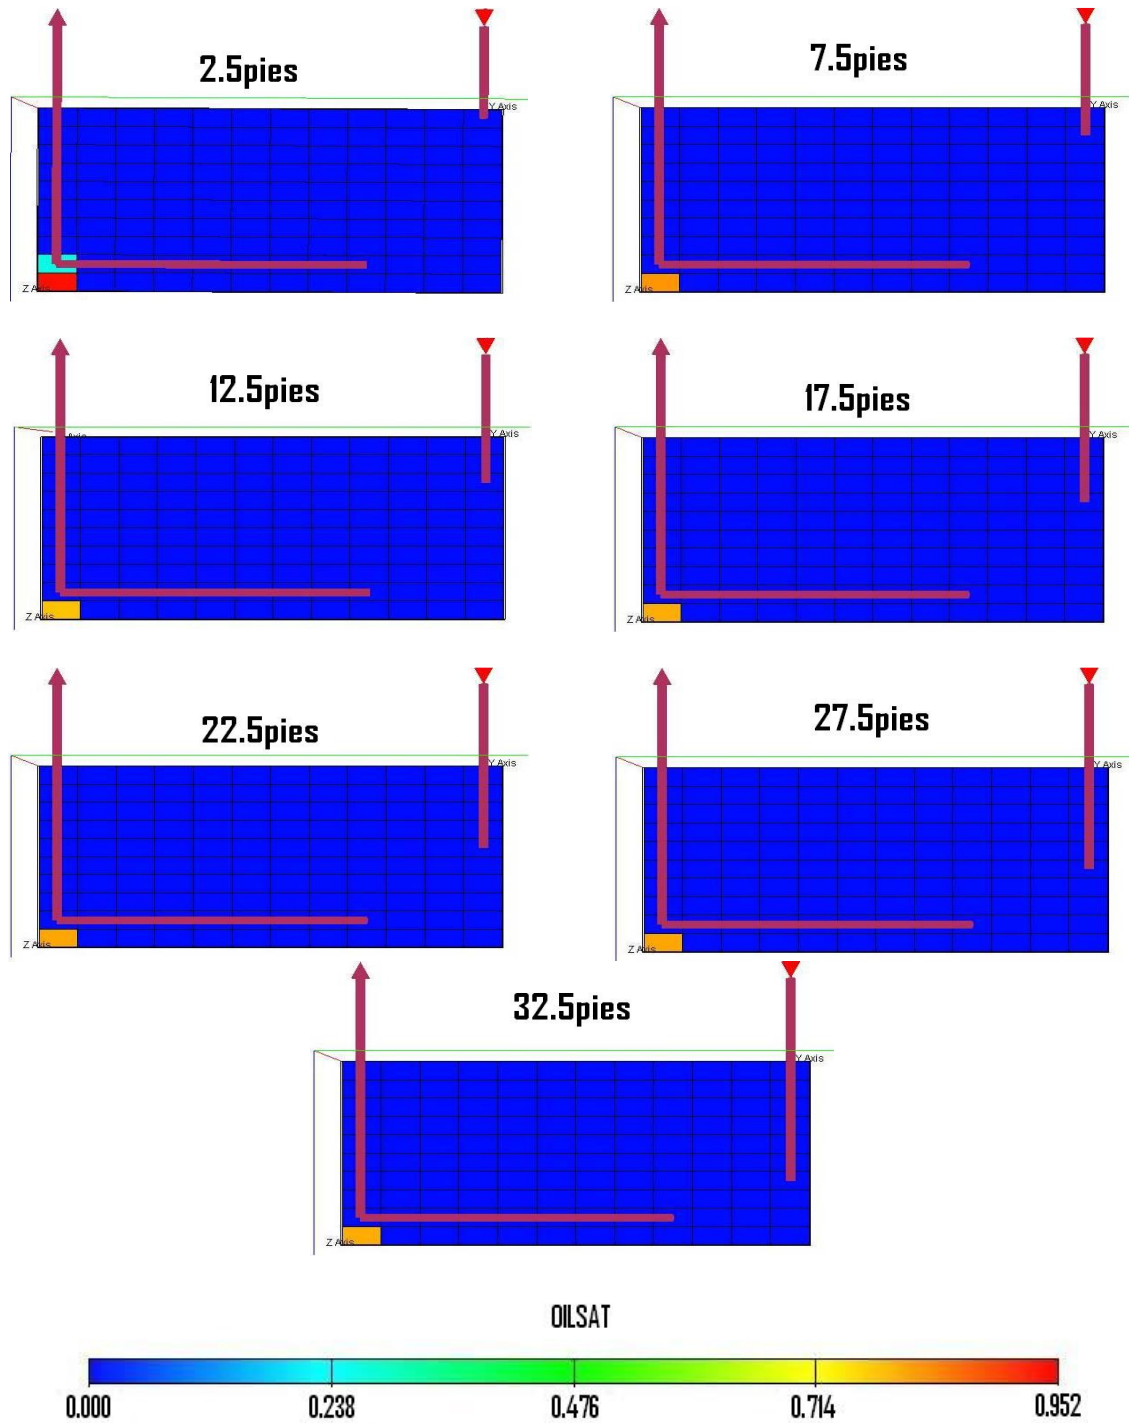 2.5pies
7.5pies
Y Axis
Y Axis
Z Axis
Z Axis
12.5pies
17.5pies
Axis
Y Axis
Y Axis
Z Axis
Z Axis
22.5pies
27.5pies
Y Axis
Y Axis
Z Axis
Z Axis
32.5pies
Y Axis
Z Axis
OILSAT
0.000 0.238 0.476 0.714 0.952